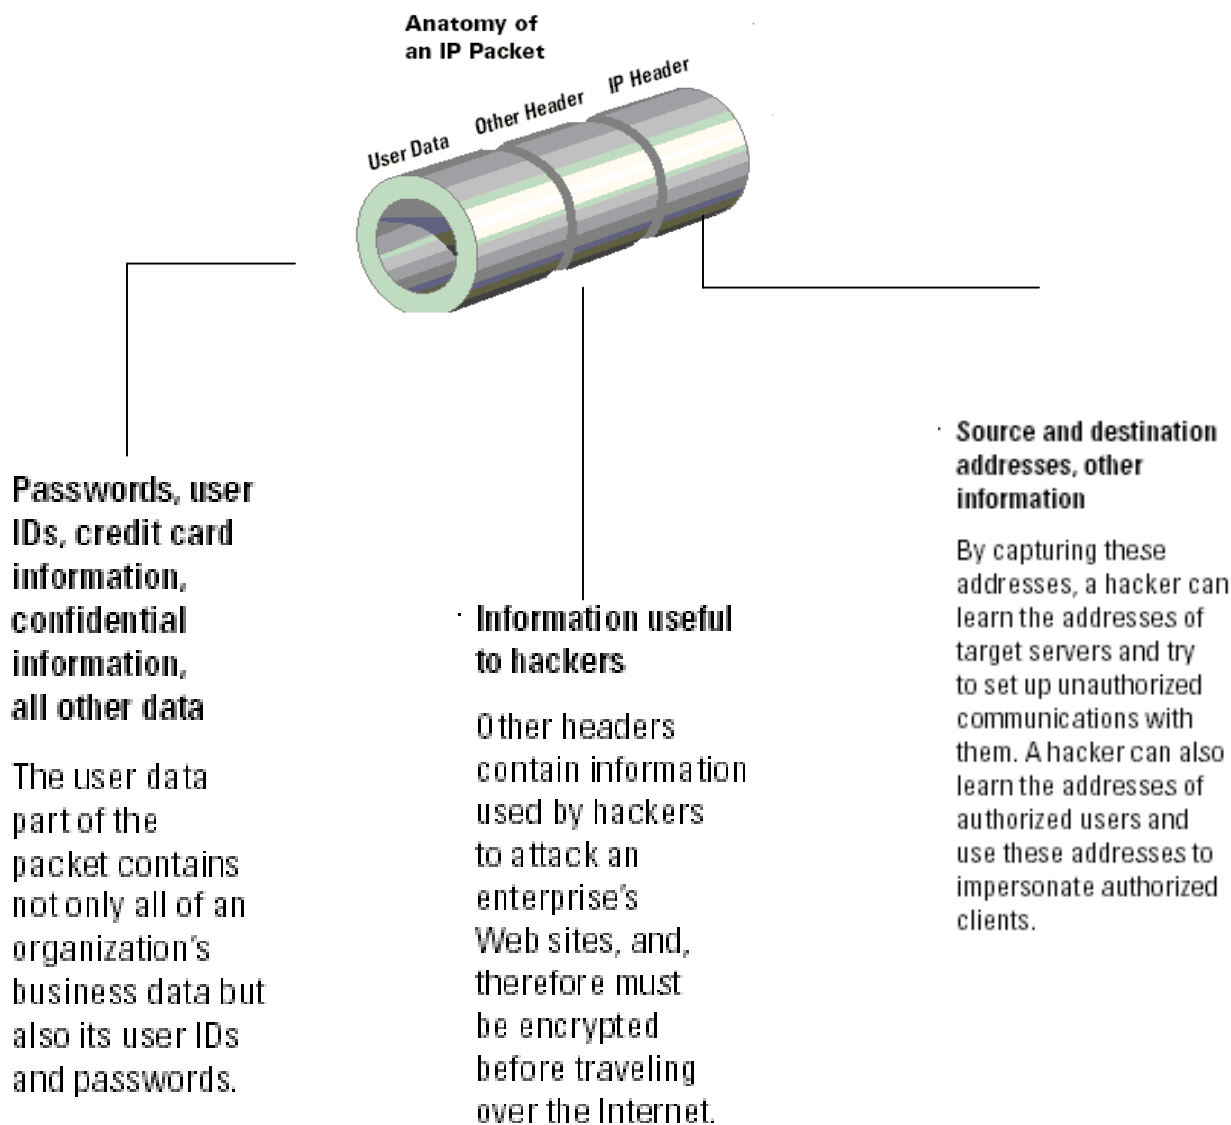 Anatomy of
an IP Packet
User Data
Other Header
IP Header
Passwords, user
IDs, credit card
information,
confidential
information,
all other data
The user data
part of the
packet contains
not only all of an
organization's
business data but
also its user IDs
and passwords.
Information useful
to hackers
Other headers
contain information
used by hackers
to attack an
enterprise's
Web sites, and,
therefore must
be encrypted
before traveling
over the Internet.
Source and destination
addresses, other
information
By capturing these
addresses, a hacker can
learn the addresses of
target servers and try
to set up unauthorized
communications with
them. A hacker can also
learn the addresses of
authorized users and
use these addresses to
impersonate authorized
clients.